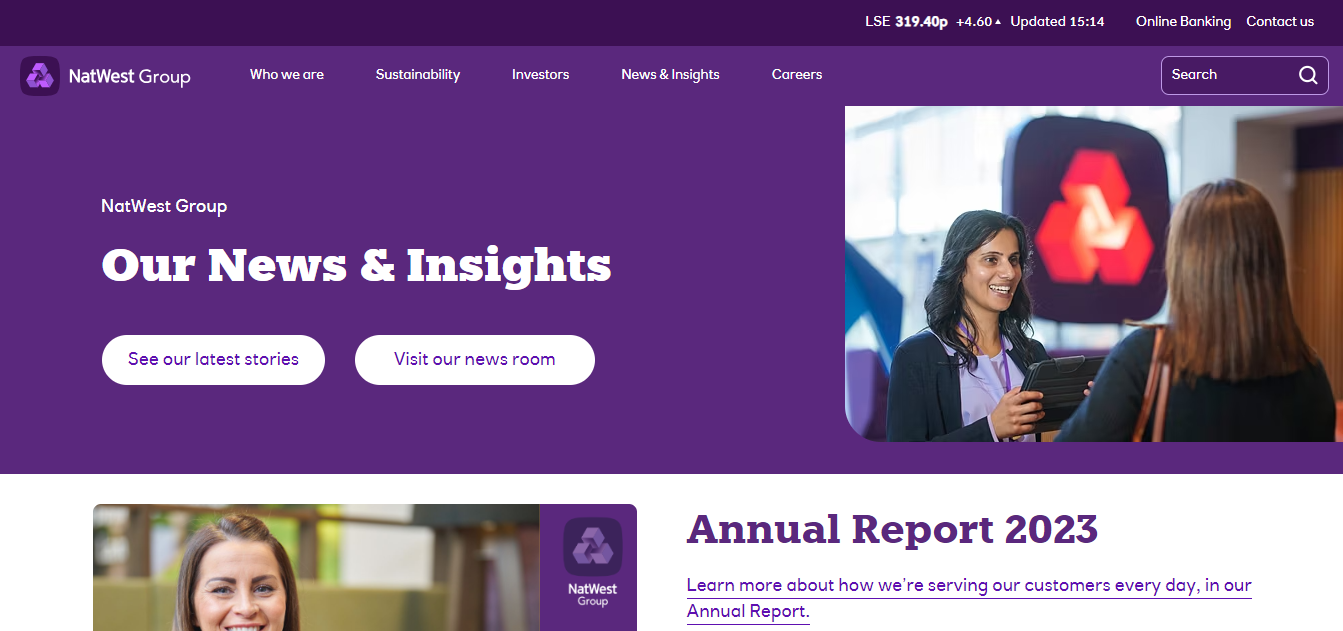 LSE 319.40p +4.60▲ Updated 15:14 Online Banking Contact us
NatWest Group Who we are Sustainability Investors News & Insights Careers Search
NatWest Group
Our News & Insights
See our latest stories Visit our news room
Annual Report 2023
NatWest
Group
Learn more about how we're serving our customers every day, in our
Annual Report.